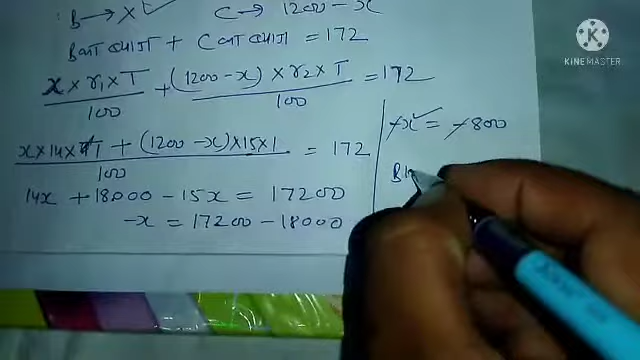 B → x ✓ C → 1200 - x
+ = 172
x × r₁ × T / 100 + (1200 - x) × r₂ × T / 100 = 172
x × 14 × T + (1200 - x) × 15 × 1 / 100 = 172
14x + 18000 - 15x = 17200
-x = 17200 - 18000
-x ✓ = -800
K
KINEMASTER